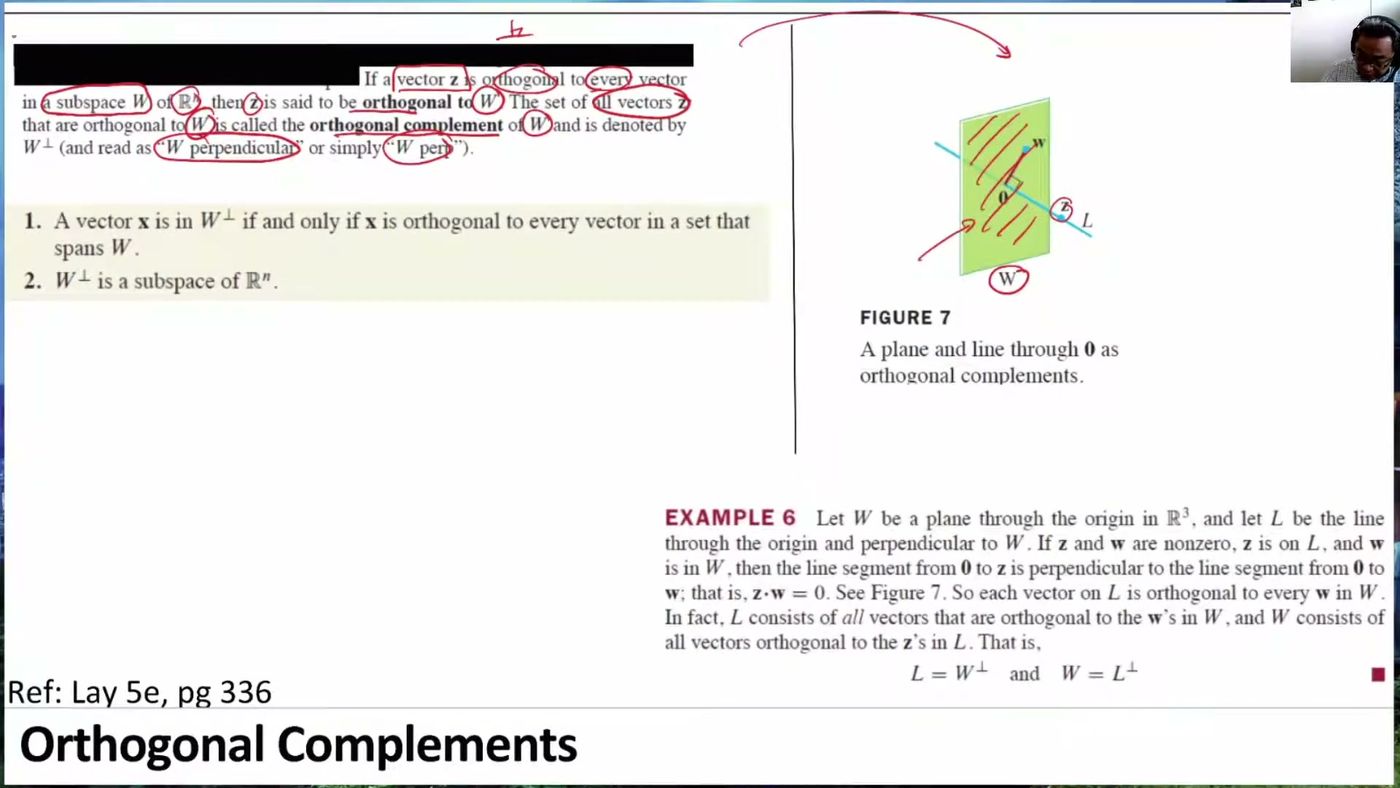 If a vector z is orthogonal to every vector
in a subspace W of ℝⁿ, then z is said to be orthogonal to W. The set of all vectors z
that are orthogonal to W is called the orthogonal complement of W and is denoted by
W⊥ (and read as “W perpendicular” or simply “W perp”).
1. A vector x is in W⊥ if and only if x is orthogonal to every vector in a set that
spans W.
2. W⊥ is a subspace of ℝⁿ.
w
0
z
L
W
FIGURE 7
A plane and line through 0 as
orthogonal complements.
EXAMPLE 6 Let W be a plane through the origin in ℝ³, and let L be the line
through the origin and perpendicular to W. If z and w are nonzero, z is on L, and w
is in W, then the line segment from 0 to z is perpendicular to the line segment from 0 to
w; that is, z·w = 0. See Figure 7. So each vector on L is orthogonal to every w in W.
In fact, L consists of all vectors that are orthogonal to the w’s in W, and W consists of
all vectors orthogonal to the z’s in L. That is,
L = W⊥ and W = L⊥
Ref: Lay 5e, pg 336
Orthogonal Complements